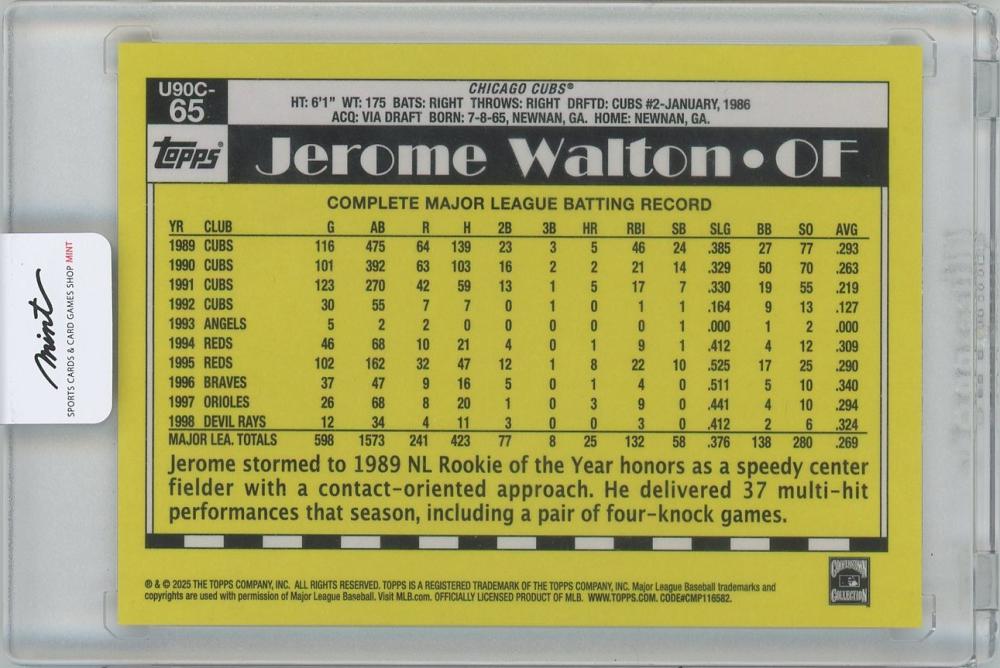 U90C-
65
CHICAGO CUBS®
HT: 6'1" WT: 175 BATS: RIGHT THROWS: RIGHT DRFTD: CUBS #2-JANUARY, 1986
ACQ: VIA DRAFT BORN: 7-8-65, NEWNAN, GA. HOME: NEWNAN, GA.
topps®
Jerome Walton • OF
COMPLETE MAJOR LEAGUE BATTING RECORD
YR CLUB G AB R H 2B 3B HR RBI SB SLG BB SO AVG
1989 CUBS 116 475 64 139 23 3 5 46 24 .385 27 77 .293
1990 CUBS 101 392 63 103 16 2 2 21 14 .329 50 70 .263
1991 CUBS 123 270 42 59 13 1 5 17 7 .330 19 55 .219
1992 CUBS 30 55 7 7 0 1 0 1 1 .164 9 13 .127
1993 ANGELS 5 2 2 0 0 0 0 0 1 .000 1 2 .000
1994 REDS 46 68 10 21 4 0 1 9 1 .412 4 12 .309
1995 REDS 102 162 32 47 12 1 8 22 10 .525 17 25 .290
1996 BRAVES 37 47 9 16 5 0 1 4 0 .511 5 10 .340
1997 ORIOLES 26 68 8 20 1 0 3 9 0 .441 4 10 .294
1998 DEVIL RAYS 12 34 4 11 3 0 0 3 0 .412 2 6 .324
MAJOR LEA. TOTALS 598 1573 241 423 77 8 25 132 58 .376 138 280 .269
Jerome stormed to 1989 NL Rookie of the Year honors as a speedy center
fielder with a contact-oriented approach. He delivered 37 multi-hit
performances that season, including a pair of four-knock games.
® & © 2025 THE TOPPS COMPANY, INC. ALL RIGHTS RESERVED. TOPPS IS A REGISTERED TRADEMARK OF THE TOPPS COMPANY, INC. Major League Baseball trademarks and
copyrights are used with permission of Major League Baseball. Visit MLB.com. OFFICIALLY LICENSED PRODUCT OF MLB. WWW.TOPPS.COM. CODE#CMP116582.
COOPERSTOWN
COLLECTION
mint
SPORTS CARDS & CARD GAMES SHOP MINT